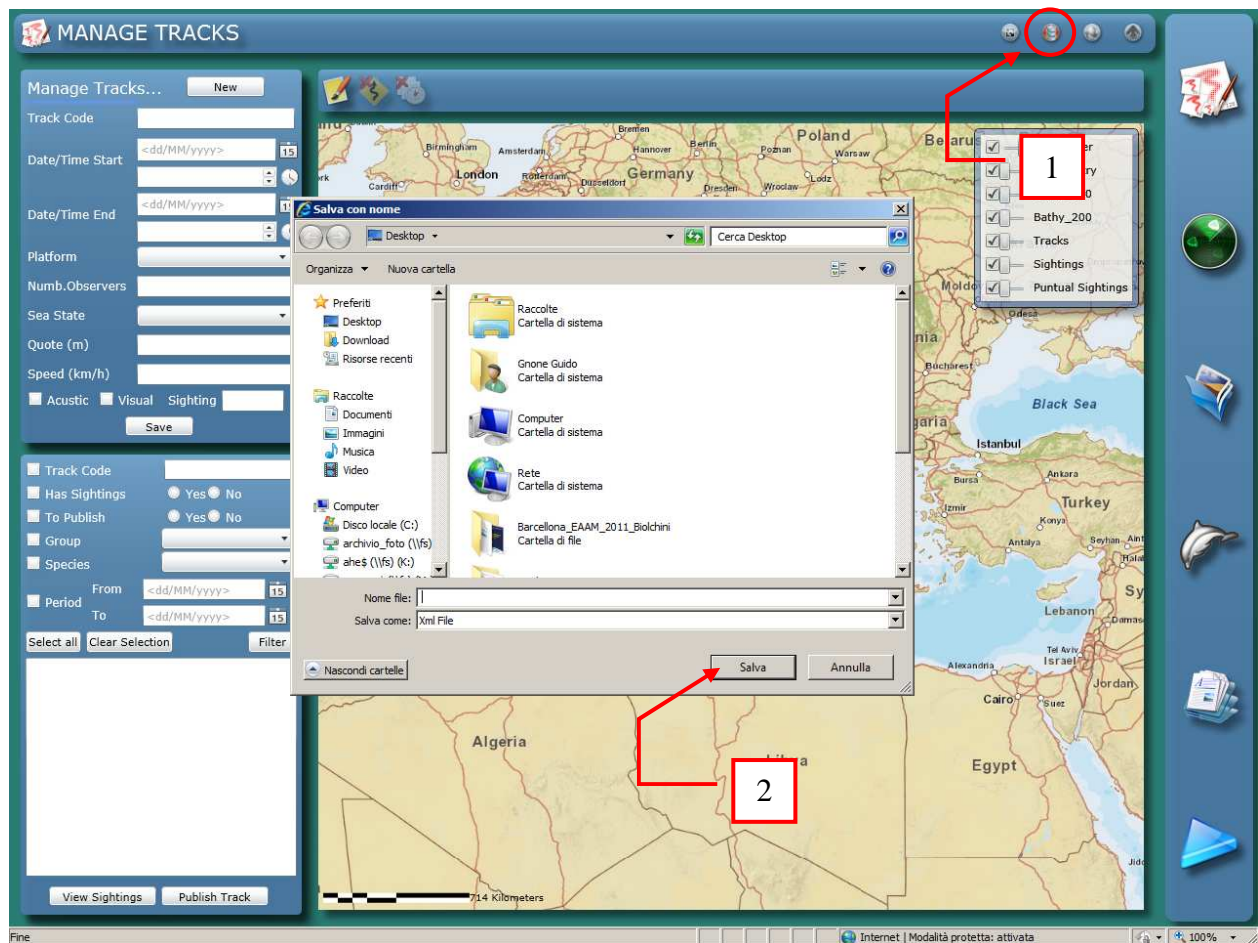 MANAGE TRACKS
Manage Tracks...
New
Track Code
Date/Time Start
<dd/MM/yyyy>
15
Date/Time End
<dd/MM/yyyy>
Platform
Numb.Observers
Sea State
Quote (m)
Speed (km/h)
Acustic
Visual
Sighting
Save
Track Code
Has Sightings
Yes
No
To Publish
Yes
No
Group
Species
Period
From
<dd/MM/yyyy>
15
To
<dd/MM/yyyy>
15
Select all
Clear Selection
Filter
View Sightings
Publish Track
Birmingham
Cardiff
London
Amsterdam
Rotterdam
Bremen
Hannover
Berlin
Dusseldorf
Germany
Dresden
Poznan
Poland
Warsaw
Lodz
Wroclaw
1
Bathy_200
Tracks
Sightings
Puntual Sightings
Salva con nome
Desktop
Cerca Desktop
Organizza
Nuova cartella
Preferiti
Desktop
Download
Risorse recenti
Raccolte
Documenti
Immagini
Musica
Video
Computer
Disco locale (C:)
archivio_foto (\\fs)
ahe$ (\\fs) (K:)
Raccolte
Cartella di sistema
Gnone Guido
Cartella di sistema
Computer
Cartella di sistema
Rete
Cartella di sistema
Barcellona_EAAM_2011_Biolchini
Cartella di file
Nome file:
Salva come:
Xml File
Nascondi cartelle
Salva
Annulla
Odesa
Bucharest
Black Sea
Istanbul
Bursa
Ankara
Izmir
Turkey
Konya
Antalya
Seyhan
Lebanon
Tel Aviv
Israel
Jordan
Alexandria
Cairo
Suez
Algeria
Egypt
2
714 Kilometers
Fine
Internet | Modalità protetta: attivata
100%